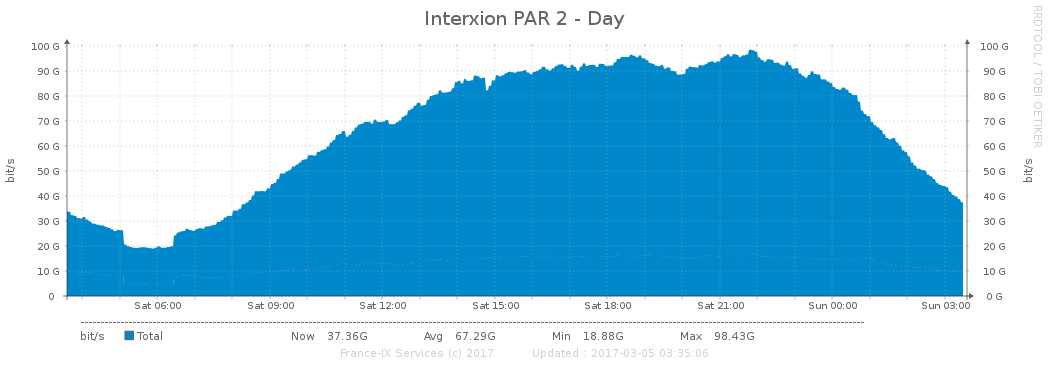 Interxion PAR 2 - Day
RRDTOOL / TOBI OETIKER
100 G 100 G
90 G 90 G
80 G 80 G
70 G 70 G
60 G 60 G
50 G 50 G
40 G 40 G
30 G 30 G
20 G 20 G
10 G 10 G
0 0 G
bit/s bit/s
Sat 06:00 Sat 09:00 Sat 12:00 Sat 15:00 Sat 18:00 Sat 21:00 Sun 00:00 Sun 03:00
bit/s Total Now 37.36G Avg 67.29G Min 18.88G Max 98.43G
France-IX Services (c) 2017 Updated : 2017-03-05 03:35:06